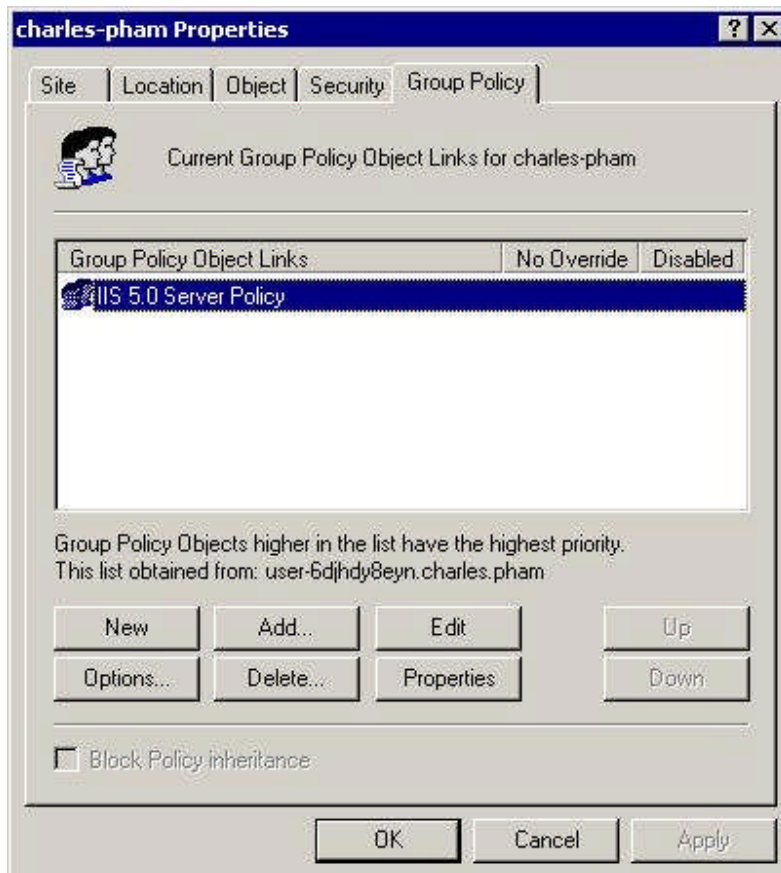 charles-pham Properties
Site Location Object Security Group Policy
Current Group Policy Object Links for charles-pham
Group Policy Object Links No Override Disabled
IIS 5.0 Server Policy
Group Policy Objects higher in the list have the highest priority.
This list obtained from: user-6djhdy8eyn.charles.pham
New Add... Edit Up
Options... Delete... Properties Down
Block Policy inheritance
OK Cancel Apply